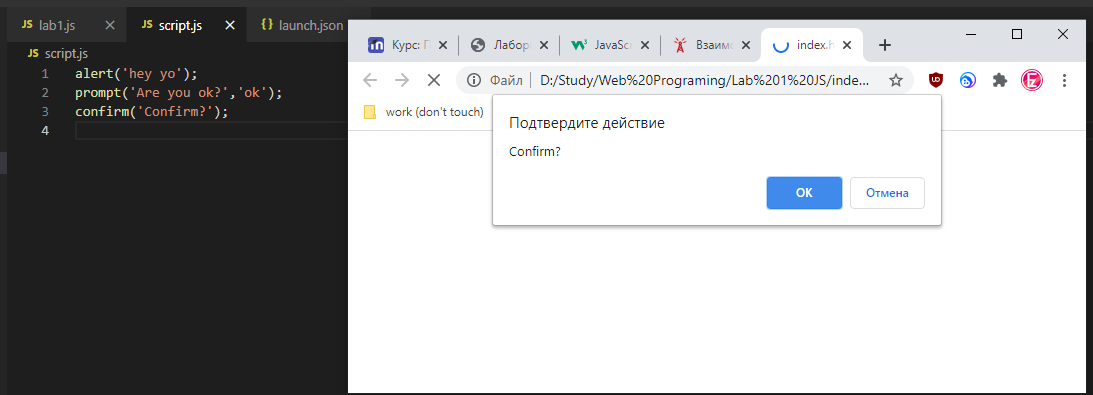 JS lab1.js
JS script.js
{} launch.json
JS script.js
1 alert('hey yo');
2 prompt('Are you ok?','ok');
3 confirm('Confirm?');
4
Курс: П
Лабор
JavaSc
Взаим
index.h
Файл D:/Study/Web%20Programing/Lab%201%20JS/inde...
work (don't touch)
Подтвердите действие
Confirm?
ОК
Отмена